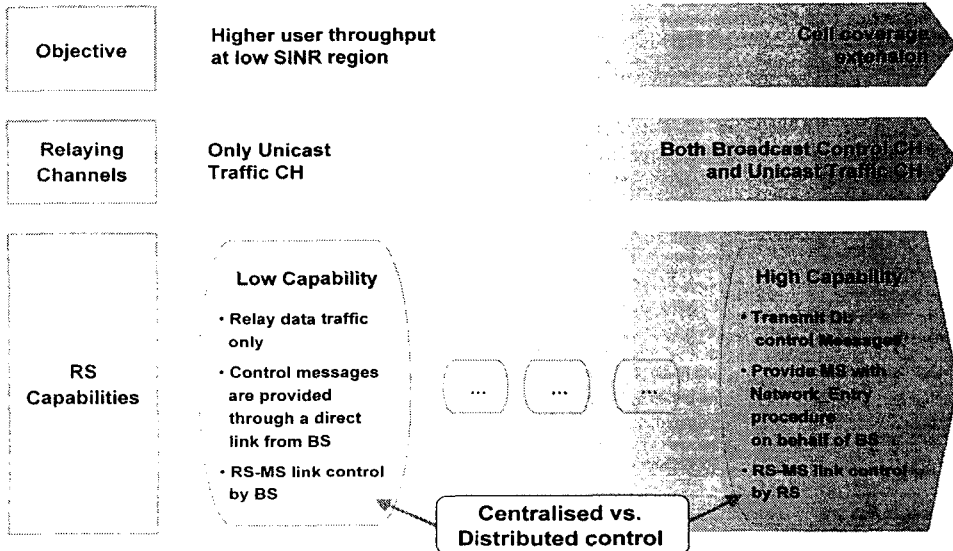 Objective
Higher user throughput
at low SINR region
Cell coverage
extension
Relaying
Channels
Only Unicast
Traffic CH
Both Broadcast Control CH
and Unicast Traffic CH
RS
Capabilities
Low Capability
· Relay data traffic
only
· Control messages
are provided
through a direct
link from BS
· RS-MS link control
by BS
...
...
...
High Capability
· Transmit
control Messages
· Provide MS with
Network Entry
procedure
on behalf of BS
· RS-MS link control
by RS
Centralised vs.
Distributed control